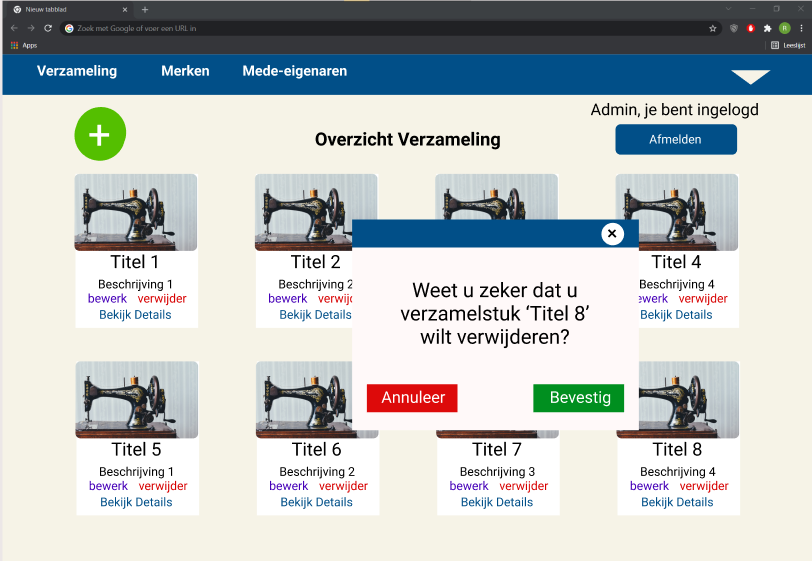 Nieuw tabblad
Zoek met Google of voer een URL in
R
Apps
Leeslijst
Verzameling Merken Mede-eigenaren
Admin, je bent ingelogd
Overzicht Verzameling
Afmelden
Titel 1
Beschrijving 1
bewerk verwijder
Bekijk Details
Titel 2
Beschrijving 2
bewerk verwij
Bekijk Details
Weet u zeker dat u
verzamelstuk ‘Titel 8’
wilt verwijderen?
Annuleer Bevestig
Titel 4
Beschrijving 4
ewerk verwijder
Bekijk Details
Titel 5
Beschrijving 1
bewerk verwijder
Bekijk Details
Titel 6
Beschrijving 2
bewerk verwijder
Bekijk Details
Titel 7
Beschrijving 3
bewerk verwijder
Bekijk Details
Titel 8
Beschrijving 4
bewerk verwijder
Bekijk Details